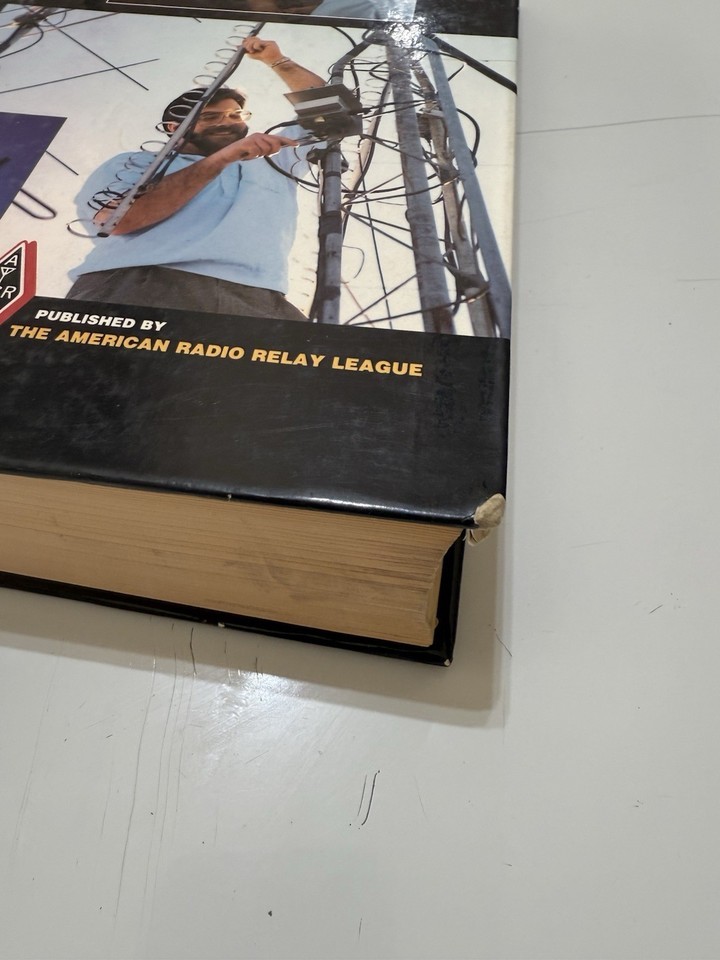 PUBLISHED BY
THE AMERICAN RADIO RELAY LEAGUE
A
R